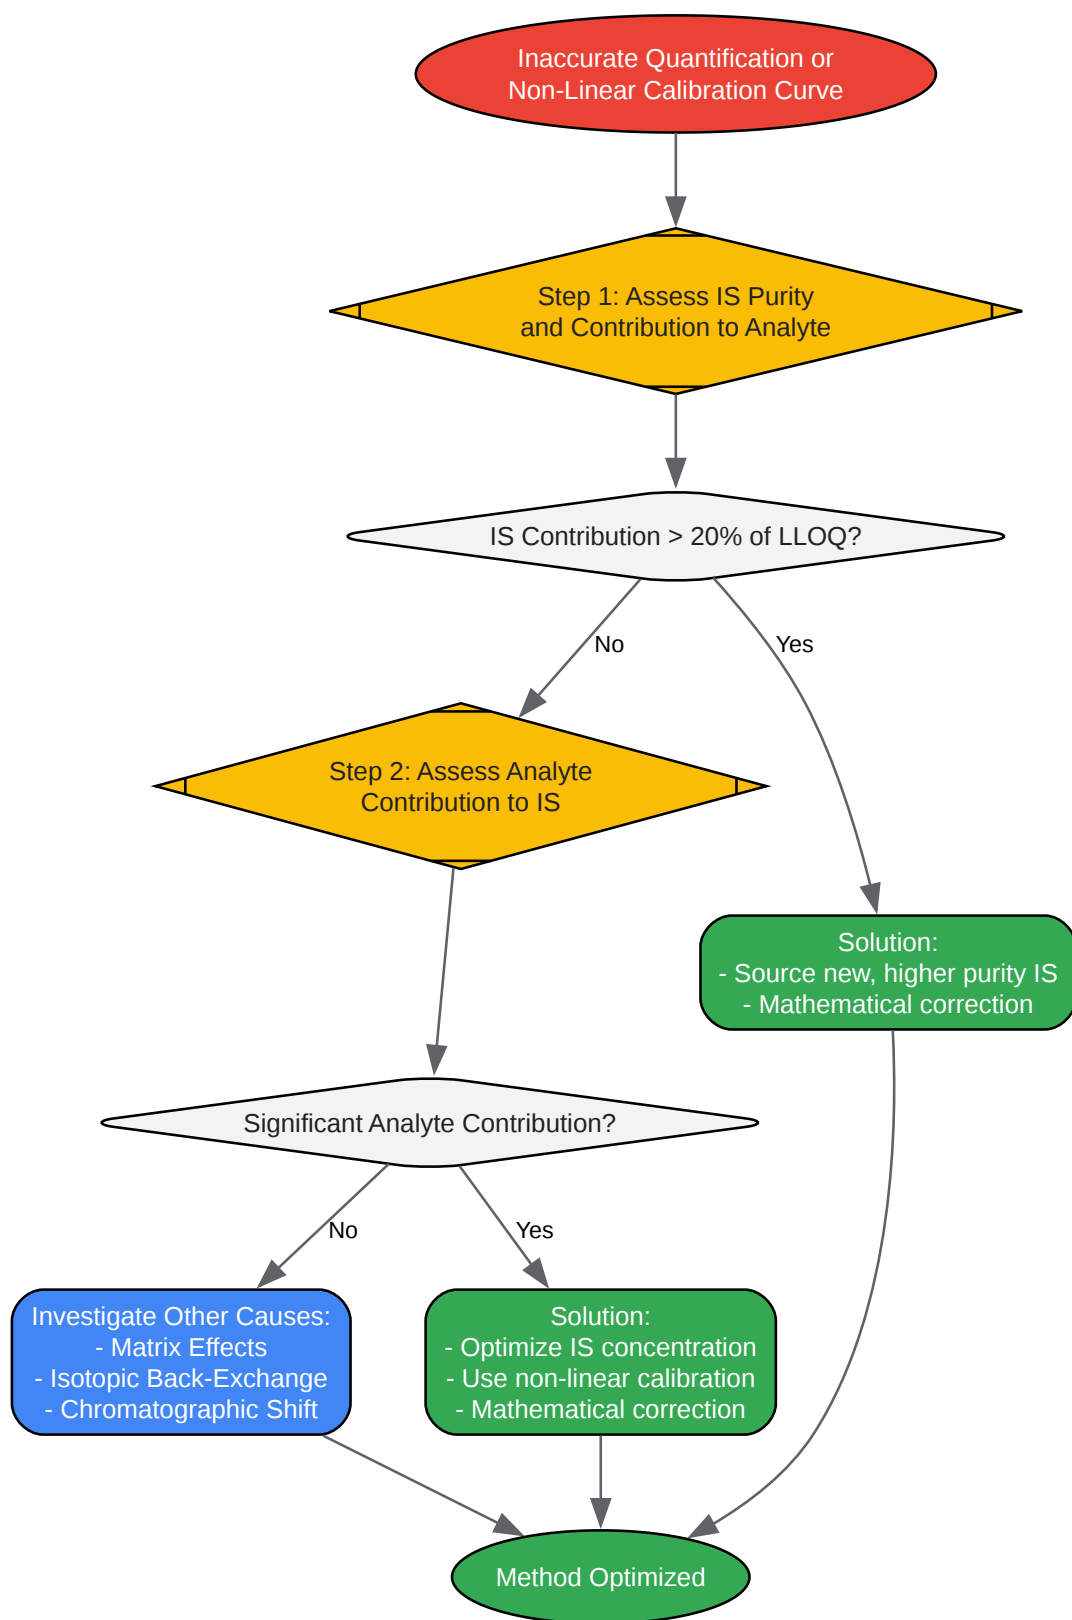 Inaccurate Quantification or
Non-Linear Calibration Curve
Step 1: Assess IS Purity
and Contribution to Analyte
IS Contribution > 20% of LLOQ?
No
Yes
Step 2: Assess Analyte
Contribution to IS
Solution:
- Source new, higher purity IS
- Mathematical correction
Significant Analyte Contribution?
No
Yes
Investigate Other Causes:
- Matrix Effects
- Isotopic Back-Exchange
- Chromatographic Shift
Solution:
- Optimize IS concentration
- Use non-linear calibration
- Mathematical correction
Method Optimized